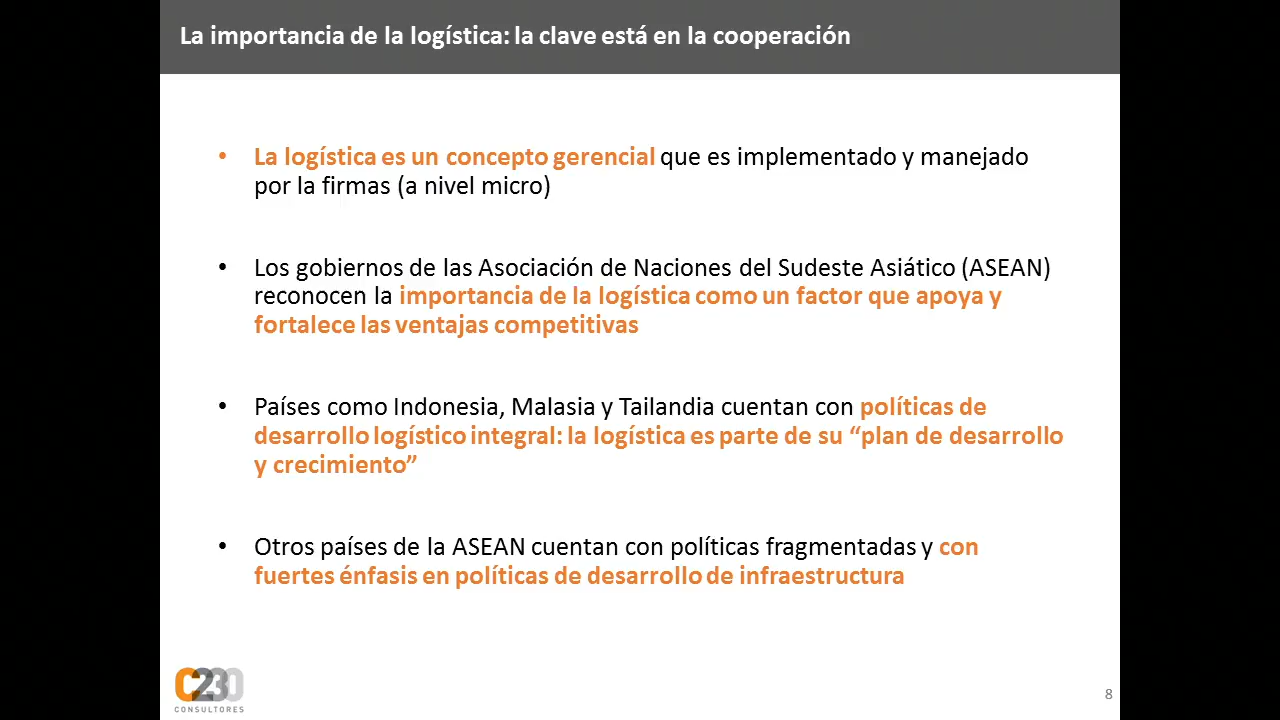 La importancia de la logística: la clave está en la cooperación
• La logística es un concepto gerencial que es implementado y manejado
por la firmas (a nivel micro)
• Los gobiernos de las Asociación de Naciones del Sudeste Asiático (ASEAN)
reconocen la importancia de la logística como un factor que apoya y
fortalece las ventajas competitivas
• Países como Indonesia, Malasia y Tailandia cuentan con políticas de
desarrollo logístico integral: la logística es parte de su “plan de desarrollo
y crecimiento”
• Otros países de la ASEAN cuentan con políticas fragmentadas y con
fuertes énfasis en políticas de desarrollo de infraestructura
C230
CONSULTORES
8